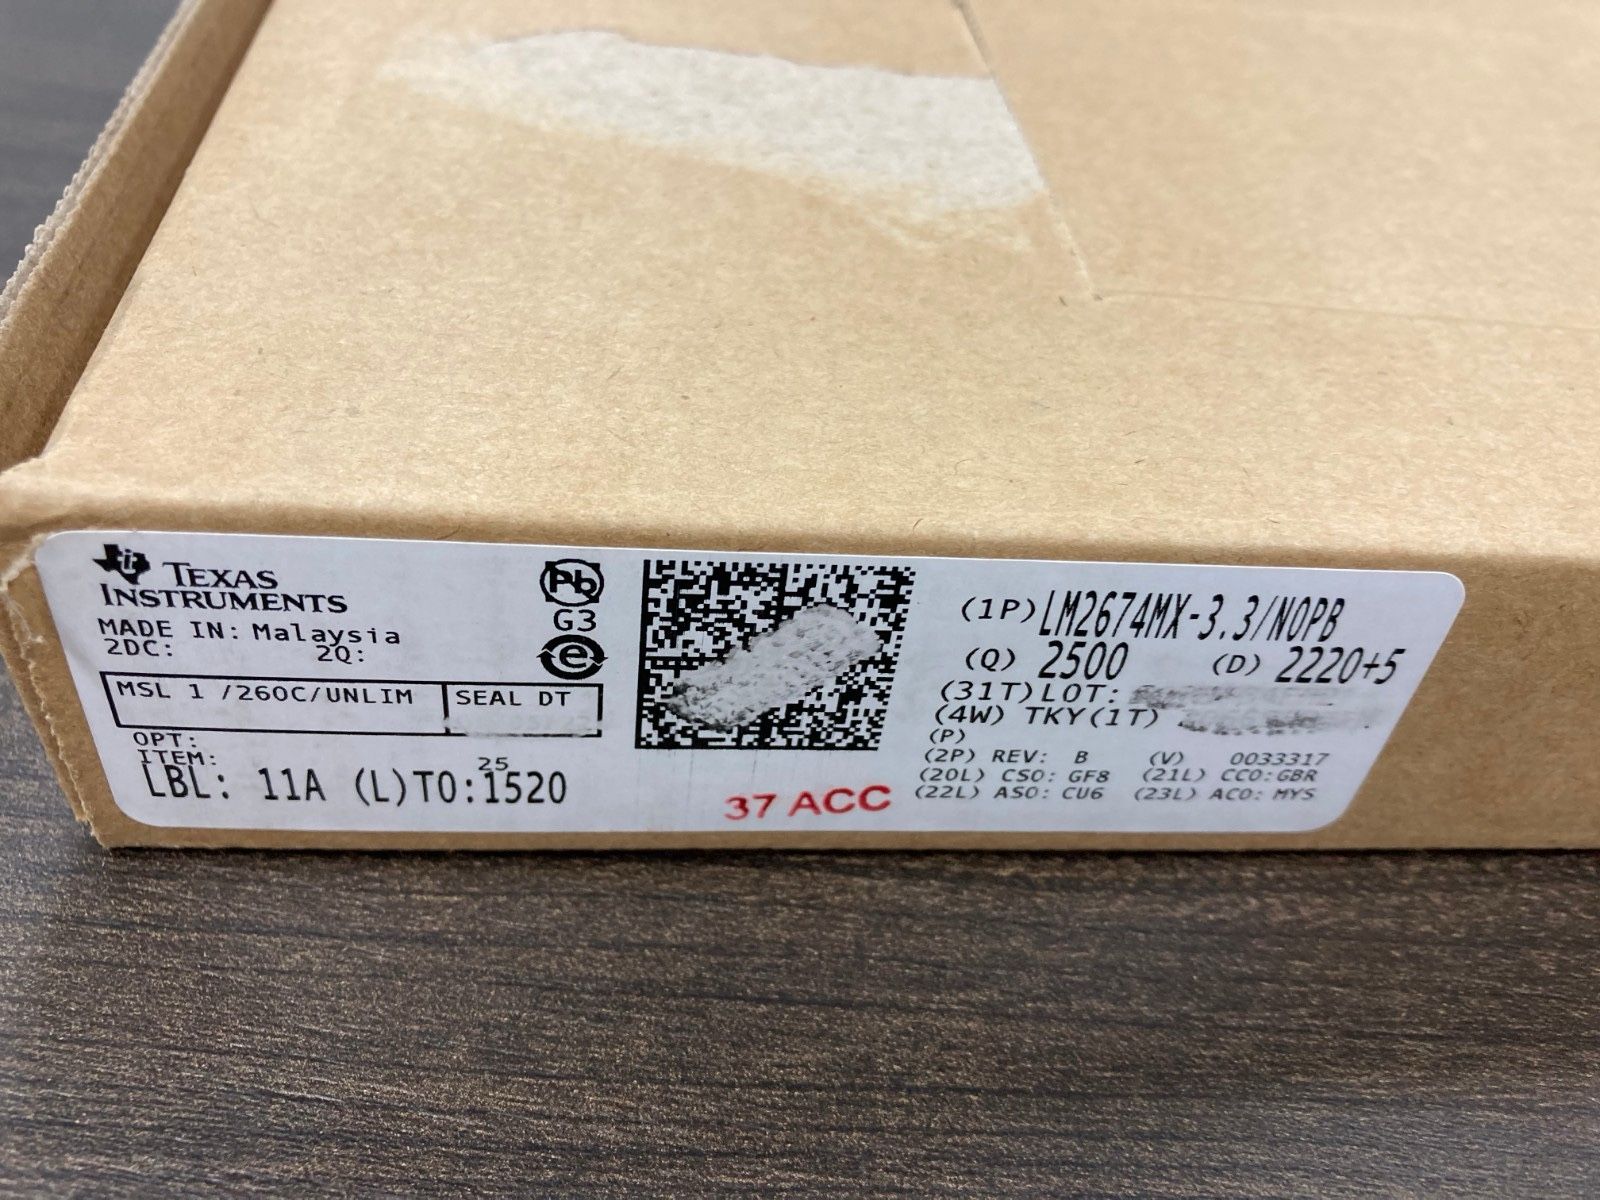 TEXAS
INSTRUMENTS
MADE IN: Malaysia
2DC: 2Q:
MSL 1 /260C/UNLIM SEAL DT
OPT:
ITEM:
25
LBL: 11A (L)TO:1520
Pb
G3
e
37 ACC
(1P)LM2674MX-3.3/NOPB
(Q) 2500 (D) 2220+5
(31T)LOT:
(4W) TKY(1T)
(P)
(2P) REV: B (V) 0033317
(20L) CSO: GF8 (21L) CCO:GBR
(22L) ASO: CU6 (23L) ACO: MYS